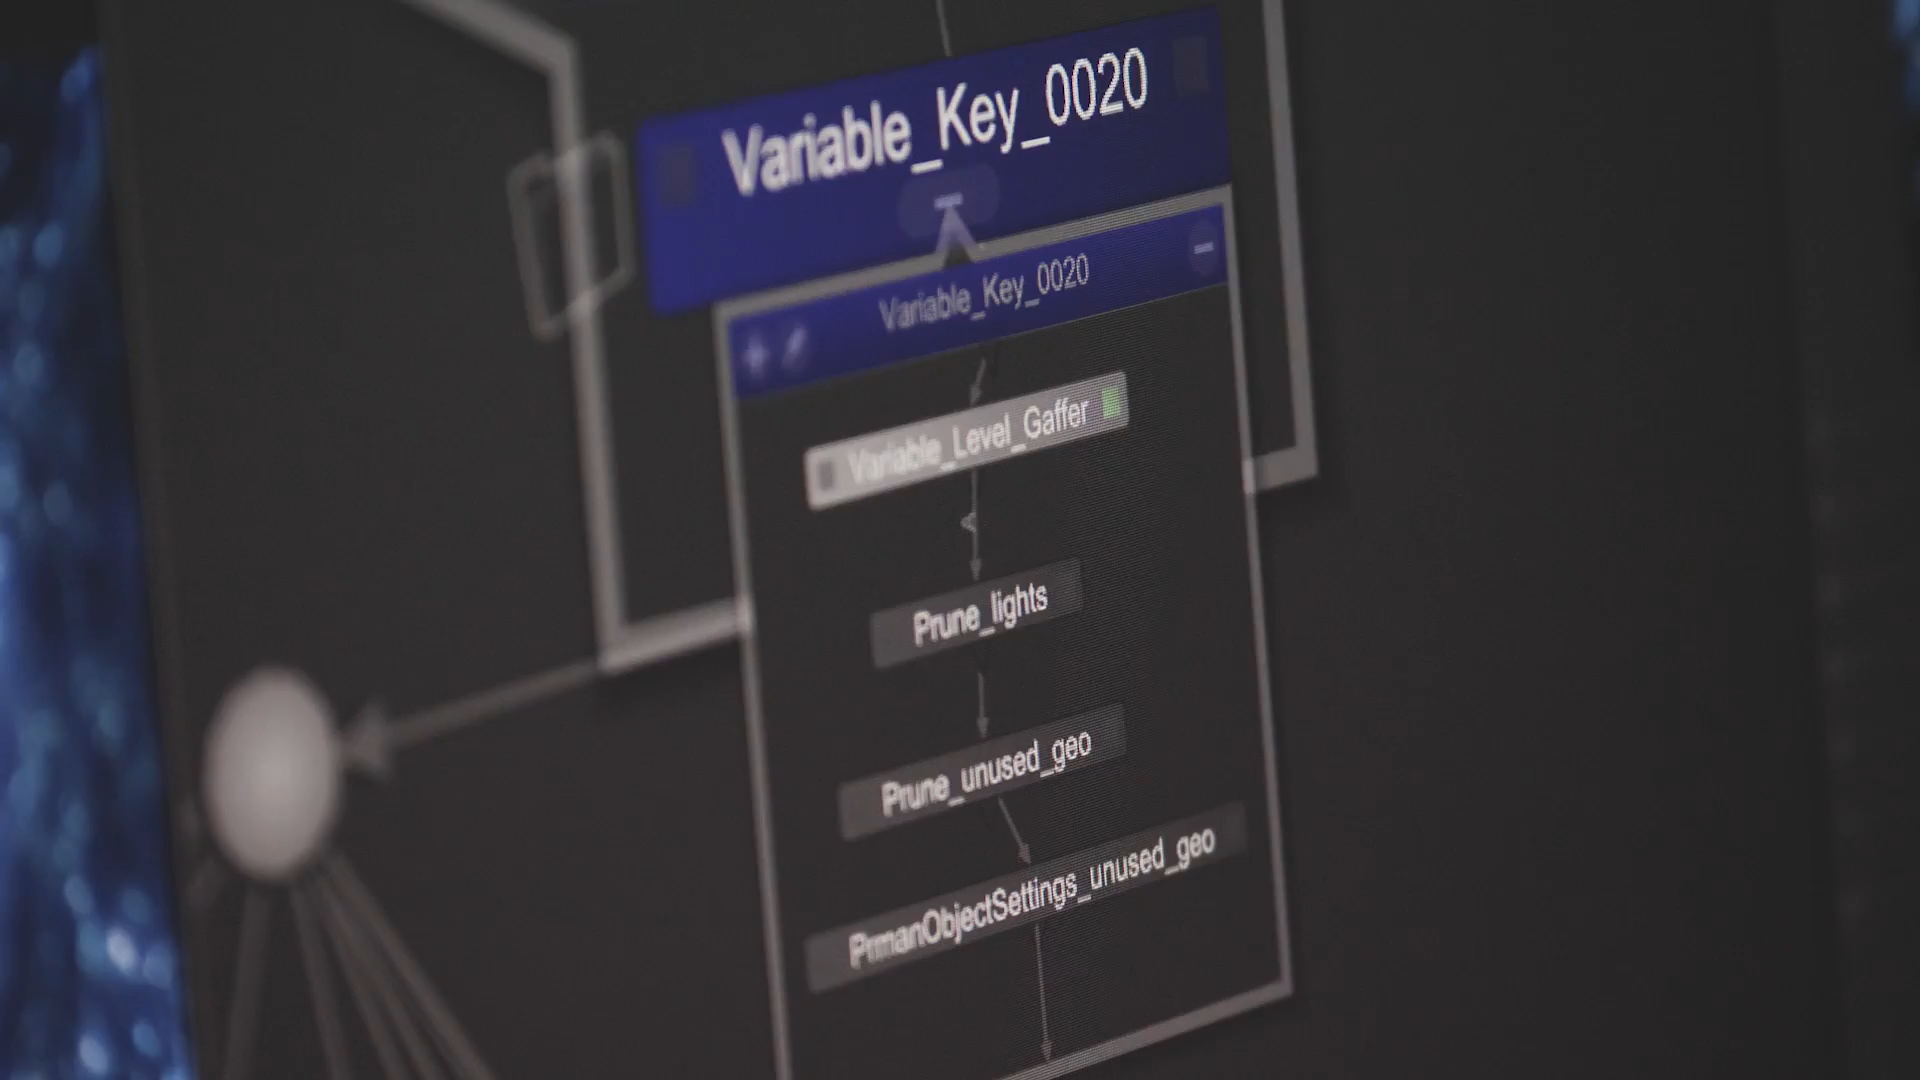 Variable_Key_0020
Variable_Key_0020
Variable_Level_Gaffer
Prune_lights
Prune_unused_geo
PrmanObjectSettings_unused_geo